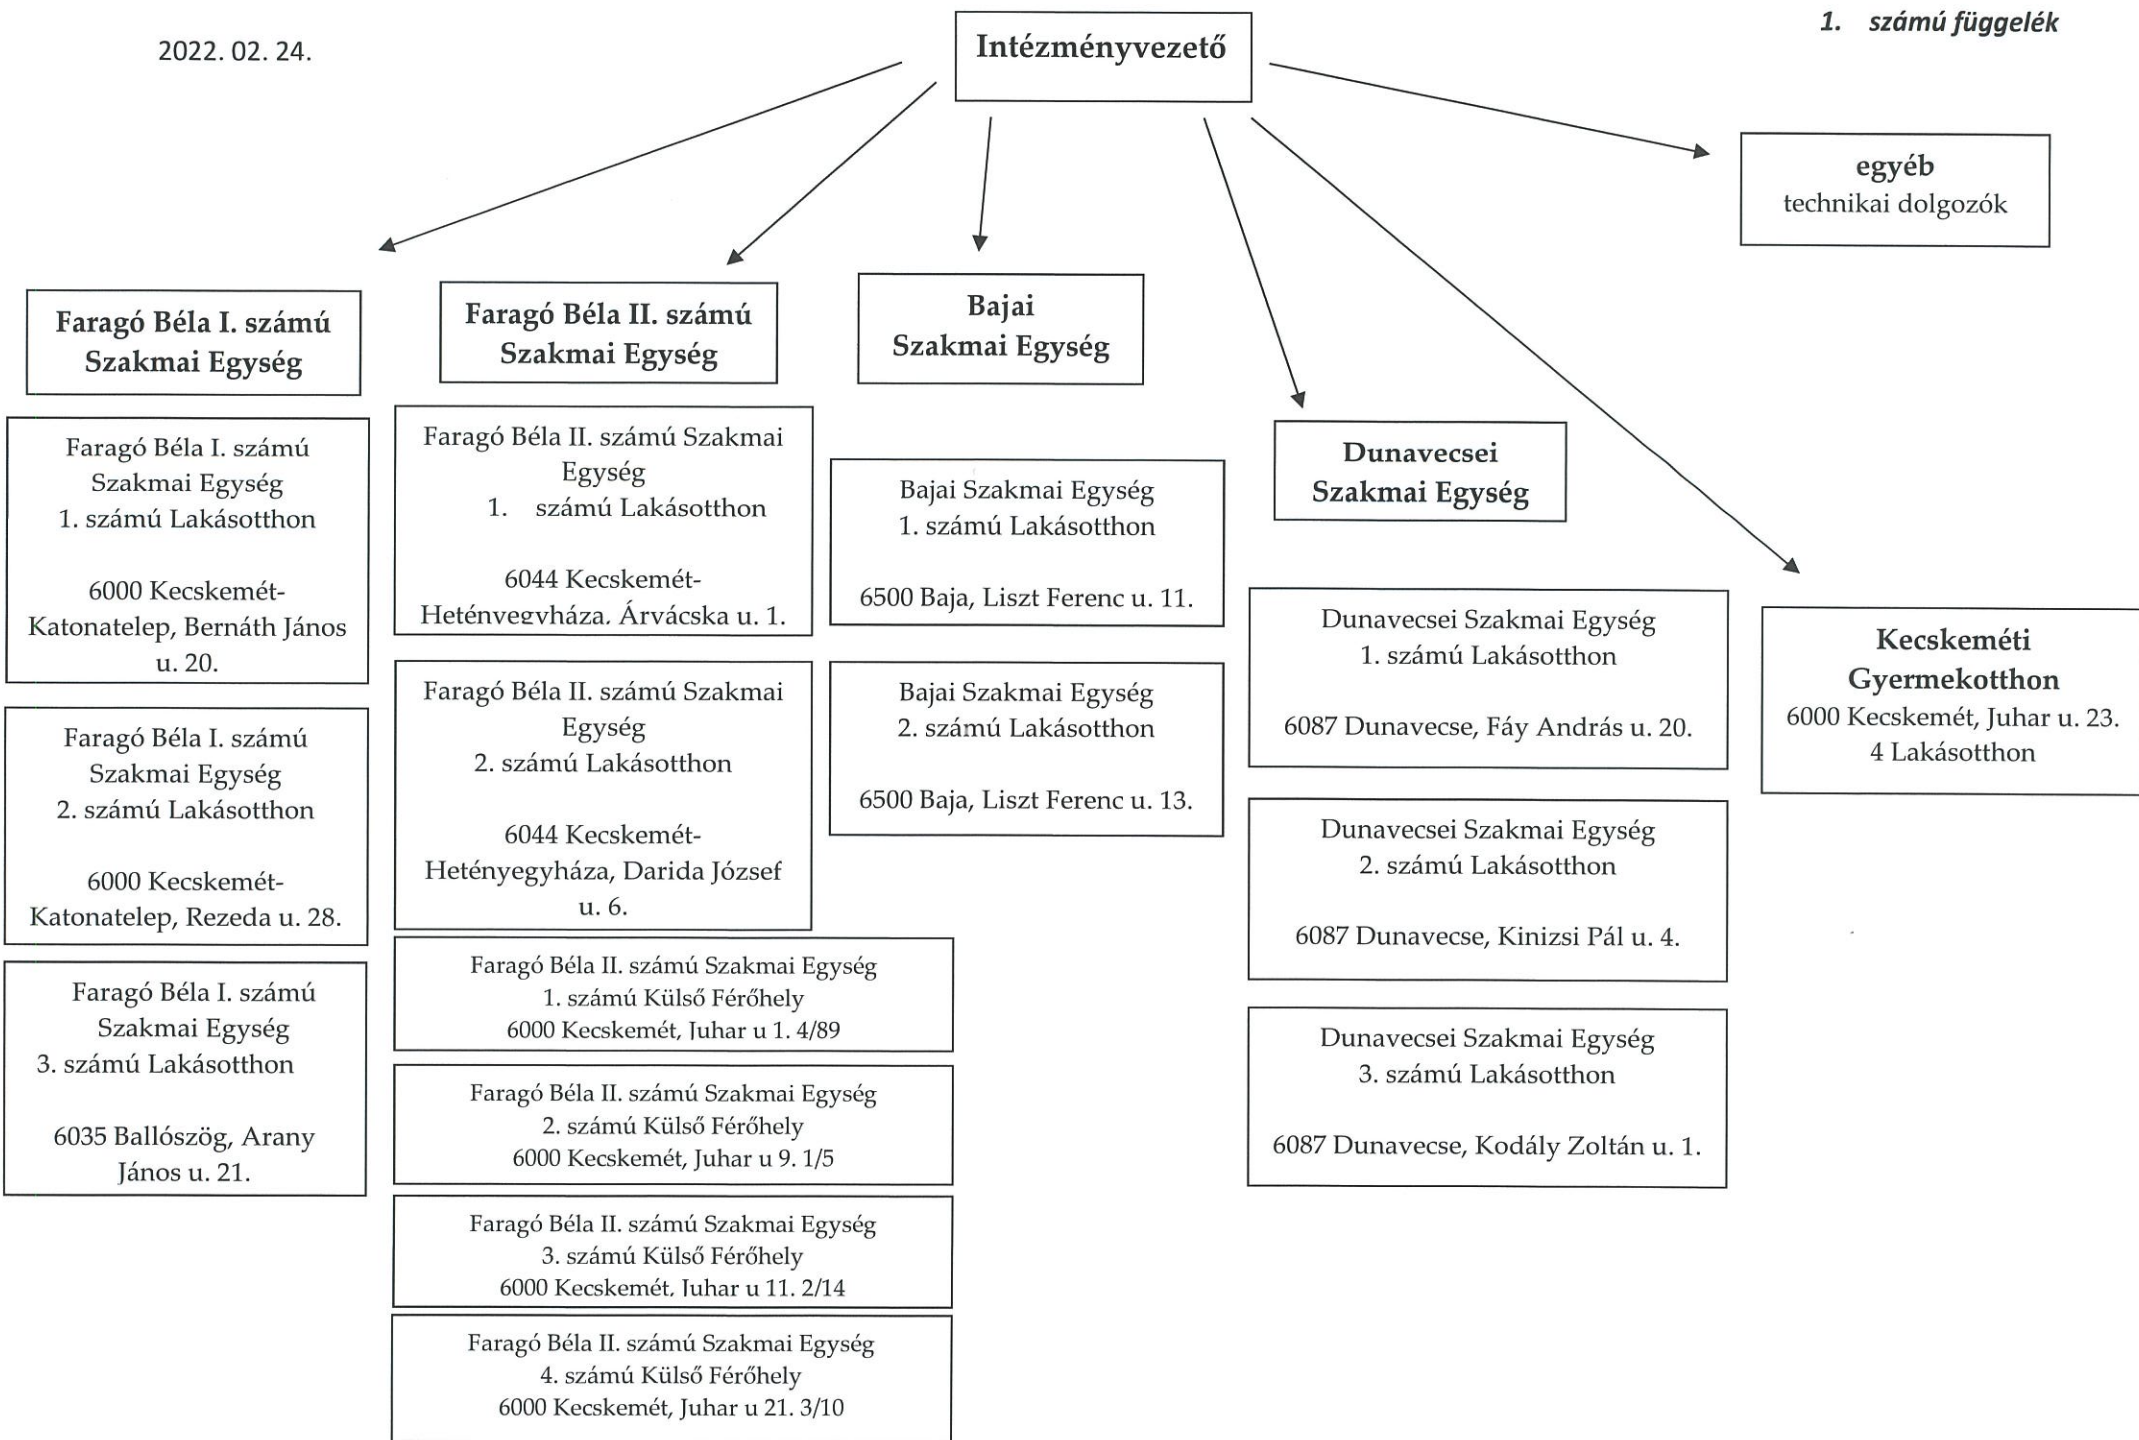 2022. 02. 24.
1. számú függelék
Intézményvezető
egyéb
technikai dolgozók
Faragó Béla I. számú
Szakmai Egység
Faragó Béla I. számú
Szakmai Egység
1. számú Lakásotthon
6000 Kecskemét-
Katonatelep, Bernáth János
u. 20.
Faragó Béla I. számú
Szakmai Egység
2. számú Lakásotthon
6000 Kecskemét-
Katonatelep, Rezeda u. 28.
Faragó Béla I. számú
Szakmai Egység
3. számú Lakásotthon
6035 Ballószög, Arany
János u. 21.
Faragó Béla II. számú
Szakmai Egység
Faragó Béla II. számú Szakmai
Egység
1. számú Lakásotthon
6044 Kecskemét-
Hetényegyháza, Árvácska u. 1.
Faragó Béla II. számú Szakmai
Egység
2. számú Lakásotthon
6044 Kecskemét-
Hetényegyháza, Darida József
u. 6.
Faragó Béla II. számú Szakmai Egység
1. számú Külső Férőhely
6000 Kecskemét, Juhar u 1. 4/89
Faragó Béla II. számú Szakmai Egység
2. számú Külső Férőhely
6000 Kecskemét, Juhar u 9. 1/5
Faragó Béla II. számú Szakmai Egység
3. számú Külső Férőhely
6000 Kecskemét, Juhar u 11. 2/14
Faragó Béla II. számú Szakmai Egység
4. számú Külső Férőhely
6000 Kecskemét, Juhar u 21. 3/10
Bajai
Szakmai Egység
Bajai Szakmai Egység
1. számú Lakásotthon
6500 Baja, Liszt Ferenc u. 11.
Bajai Szakmai Egység
2. számú Lakásotthon
6500 Baja, Liszt Ferenc u. 13.
Dunavecsei
Szakmai Egység
Dunavecsei Szakmai Egység
1. számú Lakásotthon
6087 Dunavecse, Fáy András u. 20.
Dunavecsei Szakmai Egység
2. számú Lakásotthon
6087 Dunavecse, Kinizsi Pál u. 4.
Dunavecsei Szakmai Egység
3. számú Lakásotthon
6087 Dunavecse, Kodály Zoltán u. 1.
Kecskeméti
Gyermekotthon
6000 Kecskemét, Juhar u. 23.
4 Lakásotthon